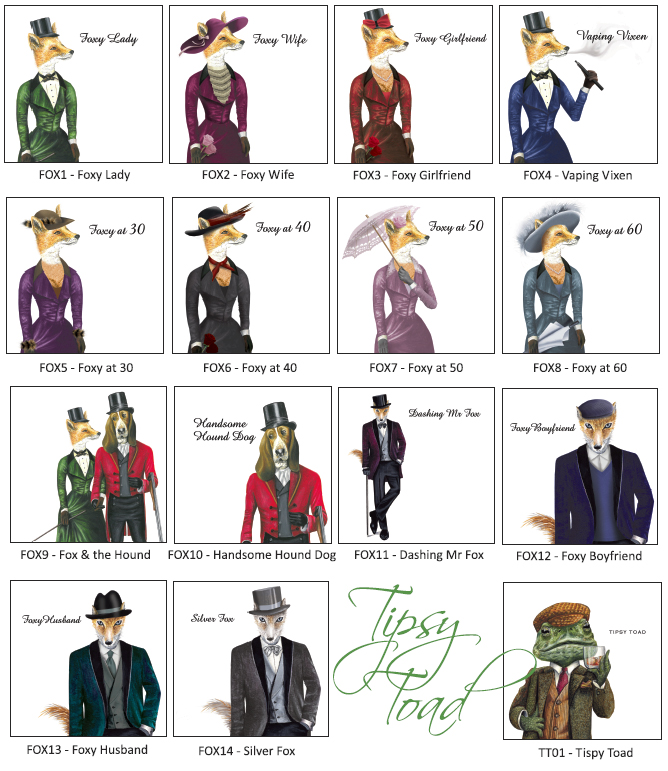 Foxy Lady
Foxy Wife
Foxy Girlfriend
Vaping Vixen
FOX1 - Foxy Lady
FOX2 - Foxy Wife
FOX3 - Foxy Girlfriend
FOX4 - Vaping Vixen
Foxy at 30
Foxy at 40
Foxy at 50
Foxy at 60
FOX5 - Foxy at 30
FOX6 - Foxy at 40
FOX7 - Foxy at 50
FOX8 - Foxy at 60
Handsome
Hound Dog
Dashing Mr Fox
Foxy Boyfriend
FOX9 - Fox & the Hound
FOX10 - Handsome Hound Dog
FOX11 - Dashing Mr Fox
FOX12 - Foxy Boyfriend
Foxy Husband
Silver Fox
Tipsy
Toad
TIPSY TOAD
FOX13 - Foxy Husband
FOX14 - Silver Fox
TT01 - Tispy Toad